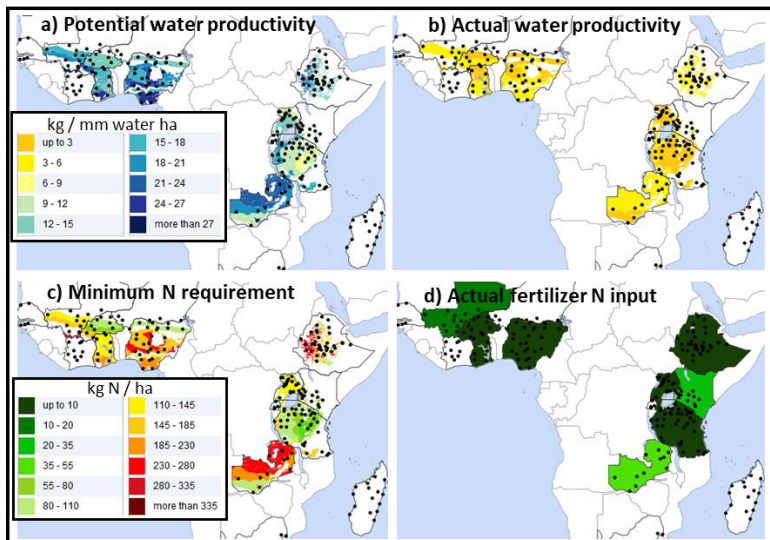 a) Potential water productivity
b) Actual water productivity
kg / mm water ha
up to 3
15 - 18
3 - 6
18 - 21
6 - 9
21 - 24
9 - 12
24 - 27
12 - 15
more than 27
c) Minimum N requirement
d) Actual fertilizer N input
kg N / ha
up to 10
110 - 145
10 - 20
145 - 185
20 - 35
185 - 230
35 - 55
230 - 280
55 - 80
280 - 335
80 - 110
more than 335